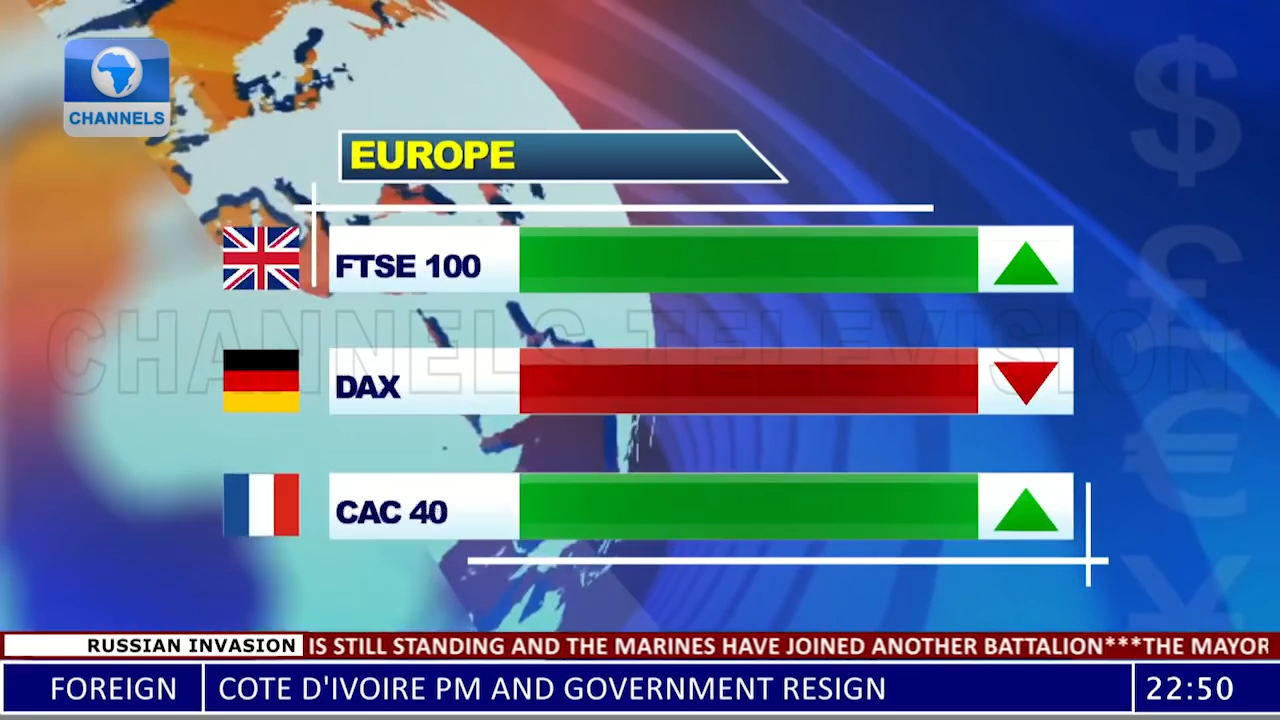 CHANNELS
EUROPE
FTSE 100
CHANNELS TELEVISION
DAX
CAC 40
$
£
€
¥
RUSSIAN INVASION IS STILL STANDING AND THE MARINES HAVE JOINED ANOTHER BATTALION***THE MAYOR
FOREIGN COTE D'IVOIRE PM AND GOVERNMENT RESIGN 22:50